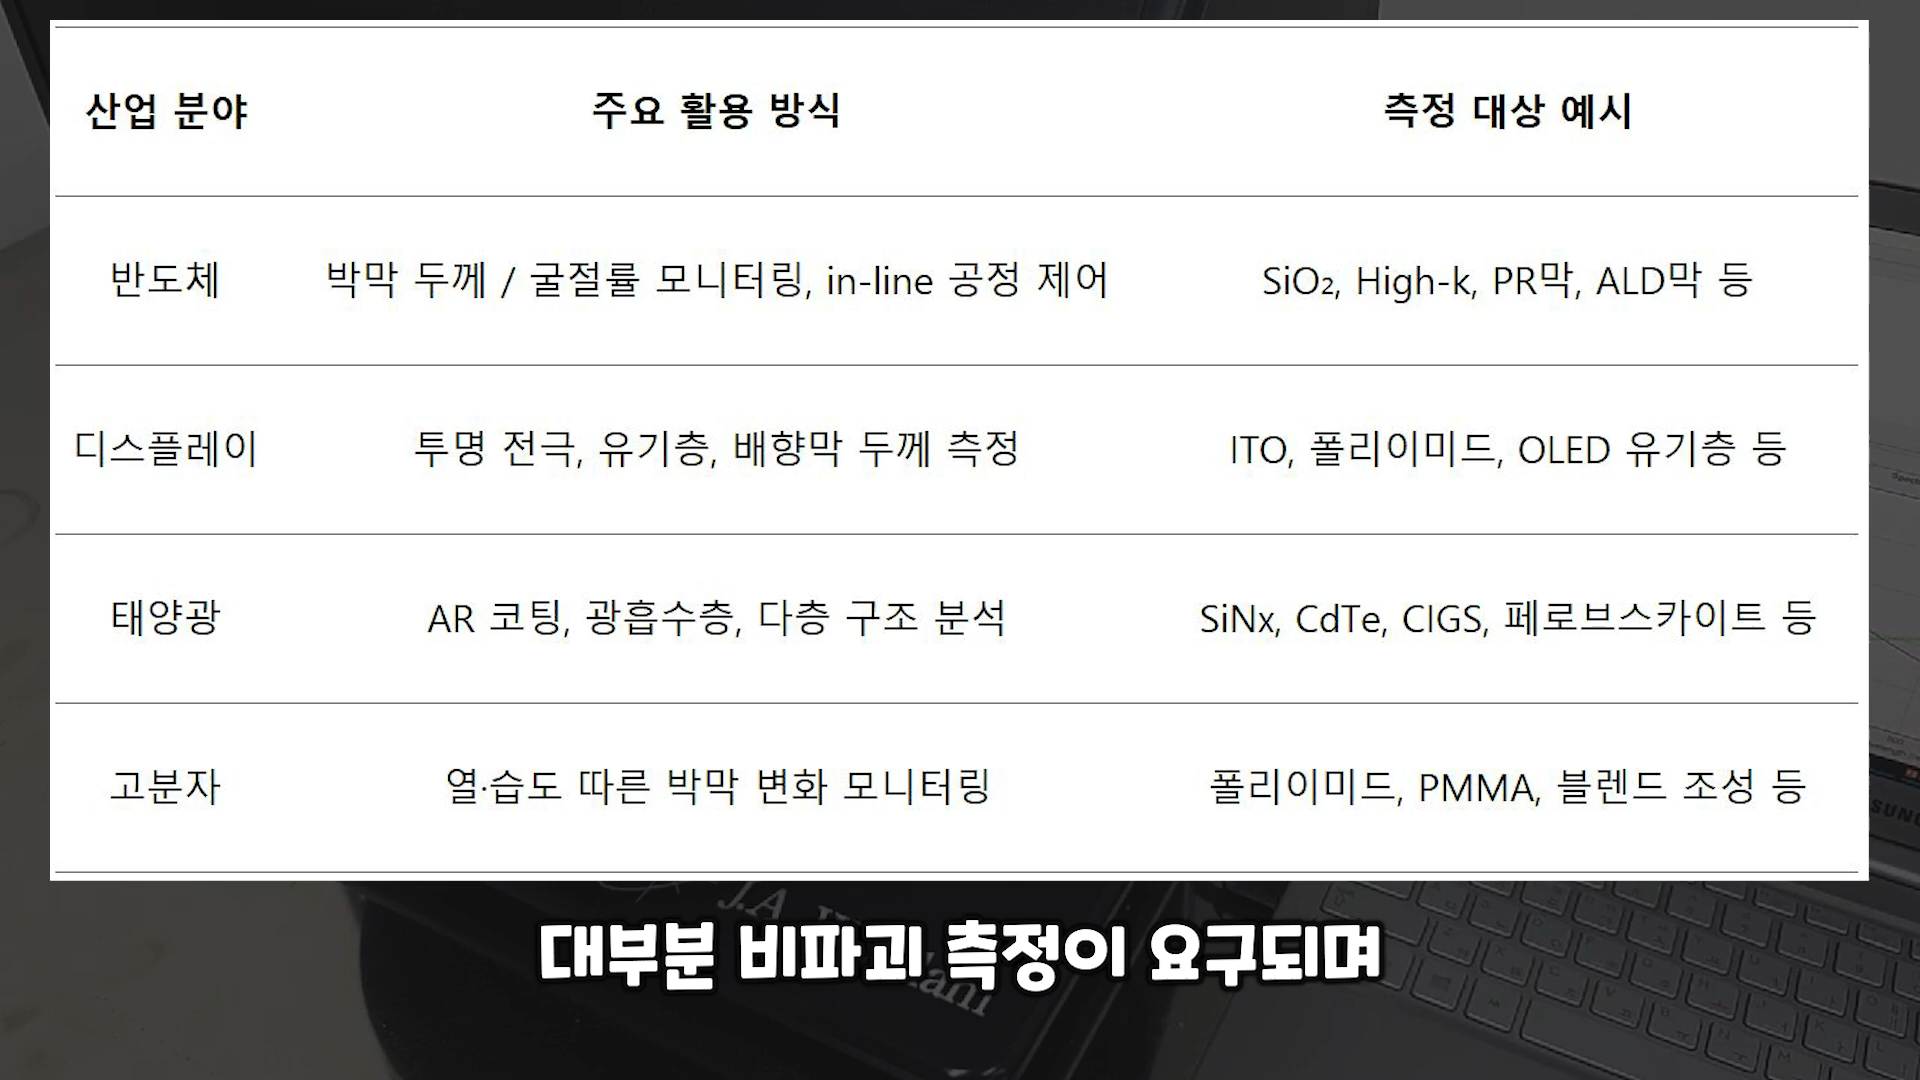 산업 분야 주요 활용 방식 측정 대상 예시
반도체 박막 두께 / 굴절률 모니터링, in-line 공정 제어 SiO₂, High-k, PR막, ALD막 등
디스플레이 투명 전극, 유기층, 배향막 두께 측정 ITO, 폴리이미드, OLED 유기층 등
태양광 AR 코팅, 광흡수층, 다층 구조 분석 SiNx, CdTe, CIGS, 페로브스카이트 등
고분자 열·습도 따른 박막 변화 모니터링 폴리이미드, PMMA, 블렌드 조성 등
J.A.
대부분 비파괴 측정이 요구되며